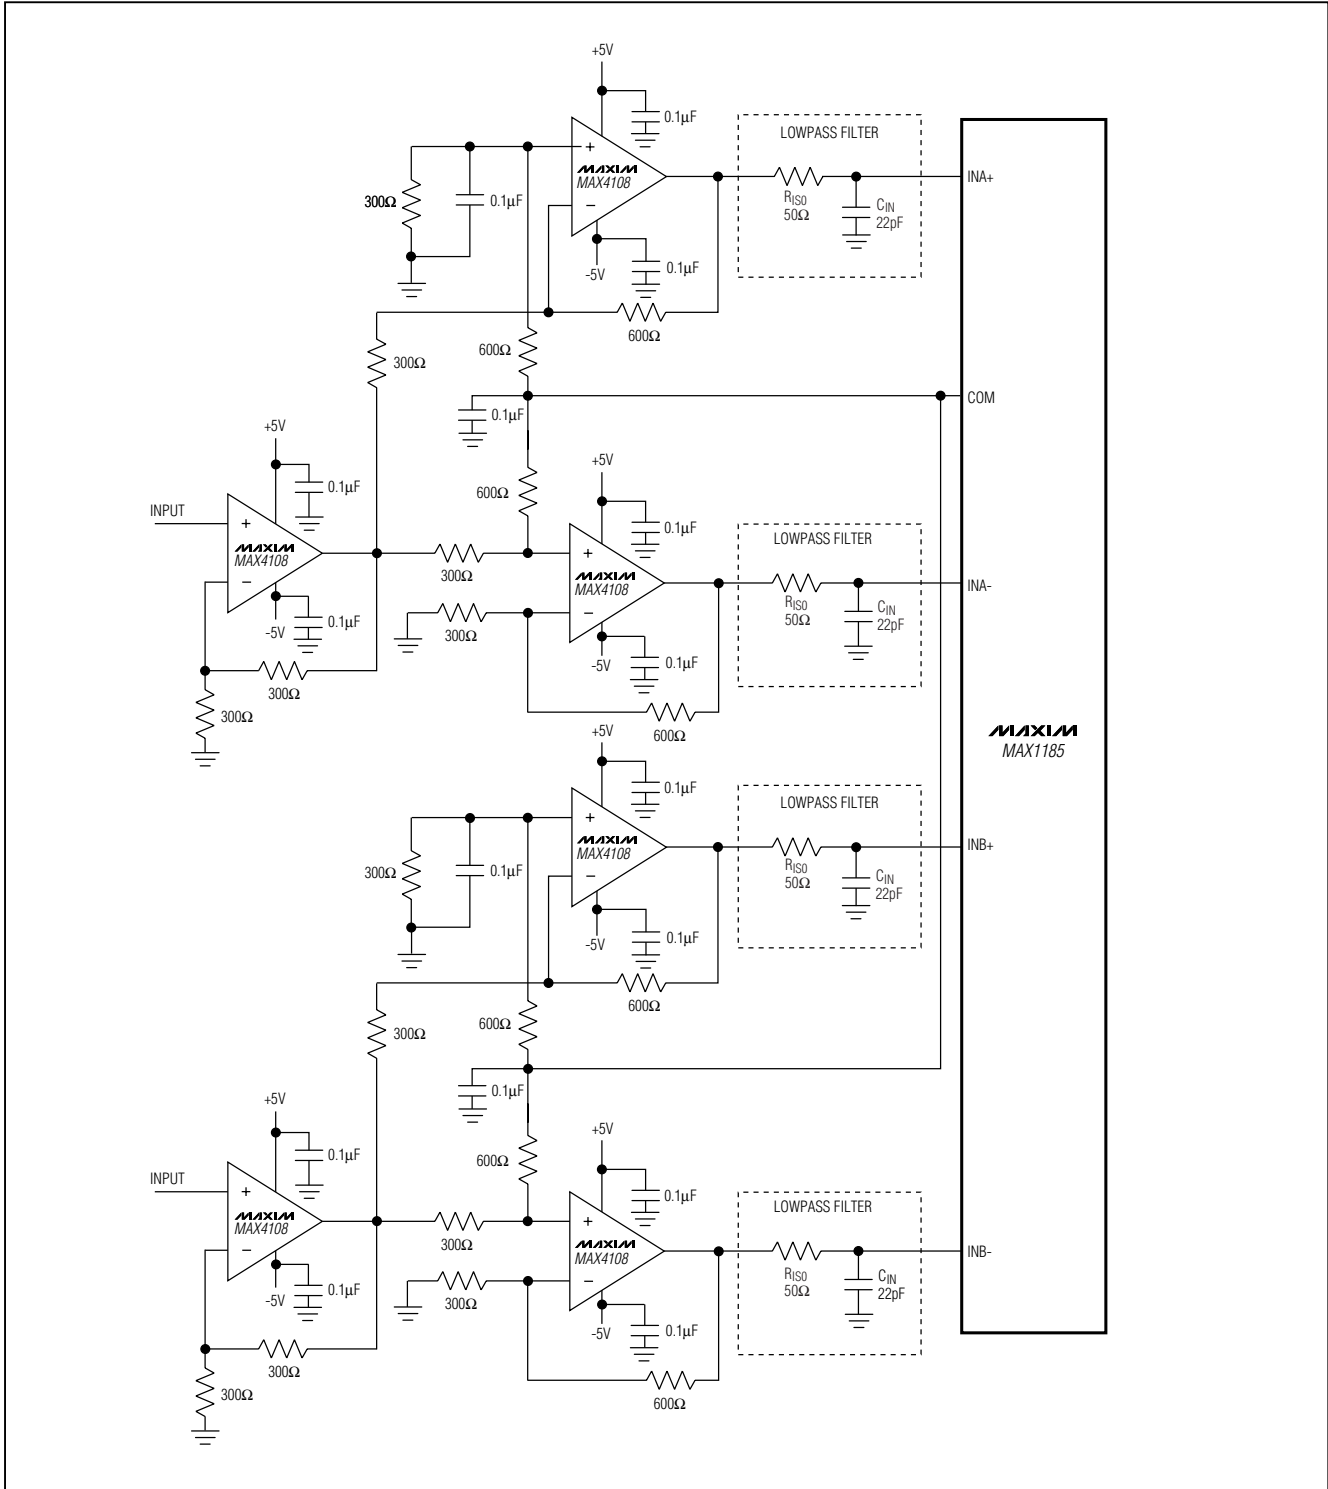 +5V
0.1µF
LOWPASS FILTER
+
MAXIM
MAX4108
INA+
300Ω
0.1µF
RISO
50Ω
CIN
22pF
−
-5V
0.1µF
600Ω
300Ω
600Ω
COM
0.1µF
+5V
+5V
0.1µF
600Ω
0.1µF
INPUT
+
LOWPASS FILTER
MAXIM
MAX4108
300Ω
+
MAXIM
MAX4108
INA-
RISO
50Ω
CIN
22pF
−
-5V
0.1µF
300Ω
−
-5V
0.1µF
300Ω
300Ω
600Ω
MAXIM
MAX1185
+5V
0.1µF
LOWPASS FILTER
+
MAXIM
MAX4108
INB+
300Ω
0.1µF
RISO
50Ω
CIN
22pF
−
-5V
0.1µF
600Ω
300Ω
600Ω
0.1µF
+5V
+5V
0.1µF
600Ω
0.1µF
INPUT
+
LOWPASS FILTER
MAXIM
MAX4108
300Ω
+
MAXIM
MAX4108
INB-
RISO
50Ω
CIN
22pF
−
-5V
0.1µF
300Ω
−
-5V
0.1µF
300Ω
300Ω
600Ω